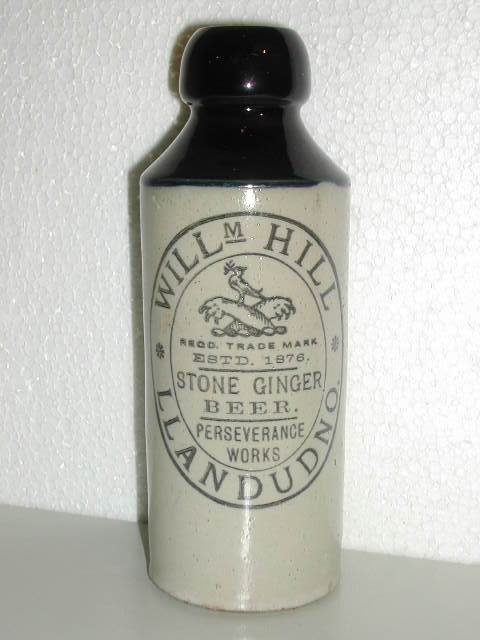 WILLM HILL
REGD. TRADE MARK
ESTD. 1876.
STONE GINGER
BEER.
PERSEVERANCE
WORKS
LLANDUDNO.